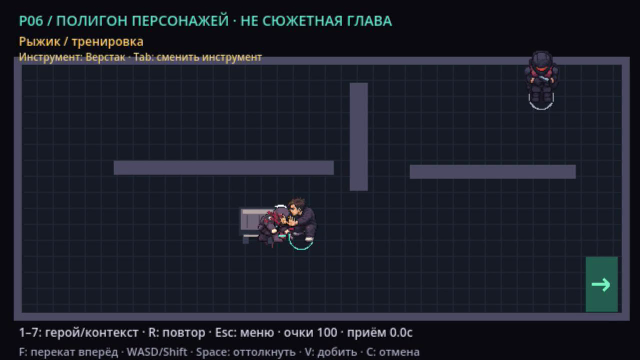 P06 / ПОЛИГОН ПЕРСОНАЖЕЙ · НЕ СЮЖЕТНАЯ ГЛАВА
Рыжик / тренировка
Инструмент: Верстак · Tab: сменить инструмент
1–7: герой/контекст · R: повтор · Esc: меню · очки 100 · приём 0.0с
F: перекат вперёд · WASD/Shift · Space: оттолкнуть · V: добить · C: отмена